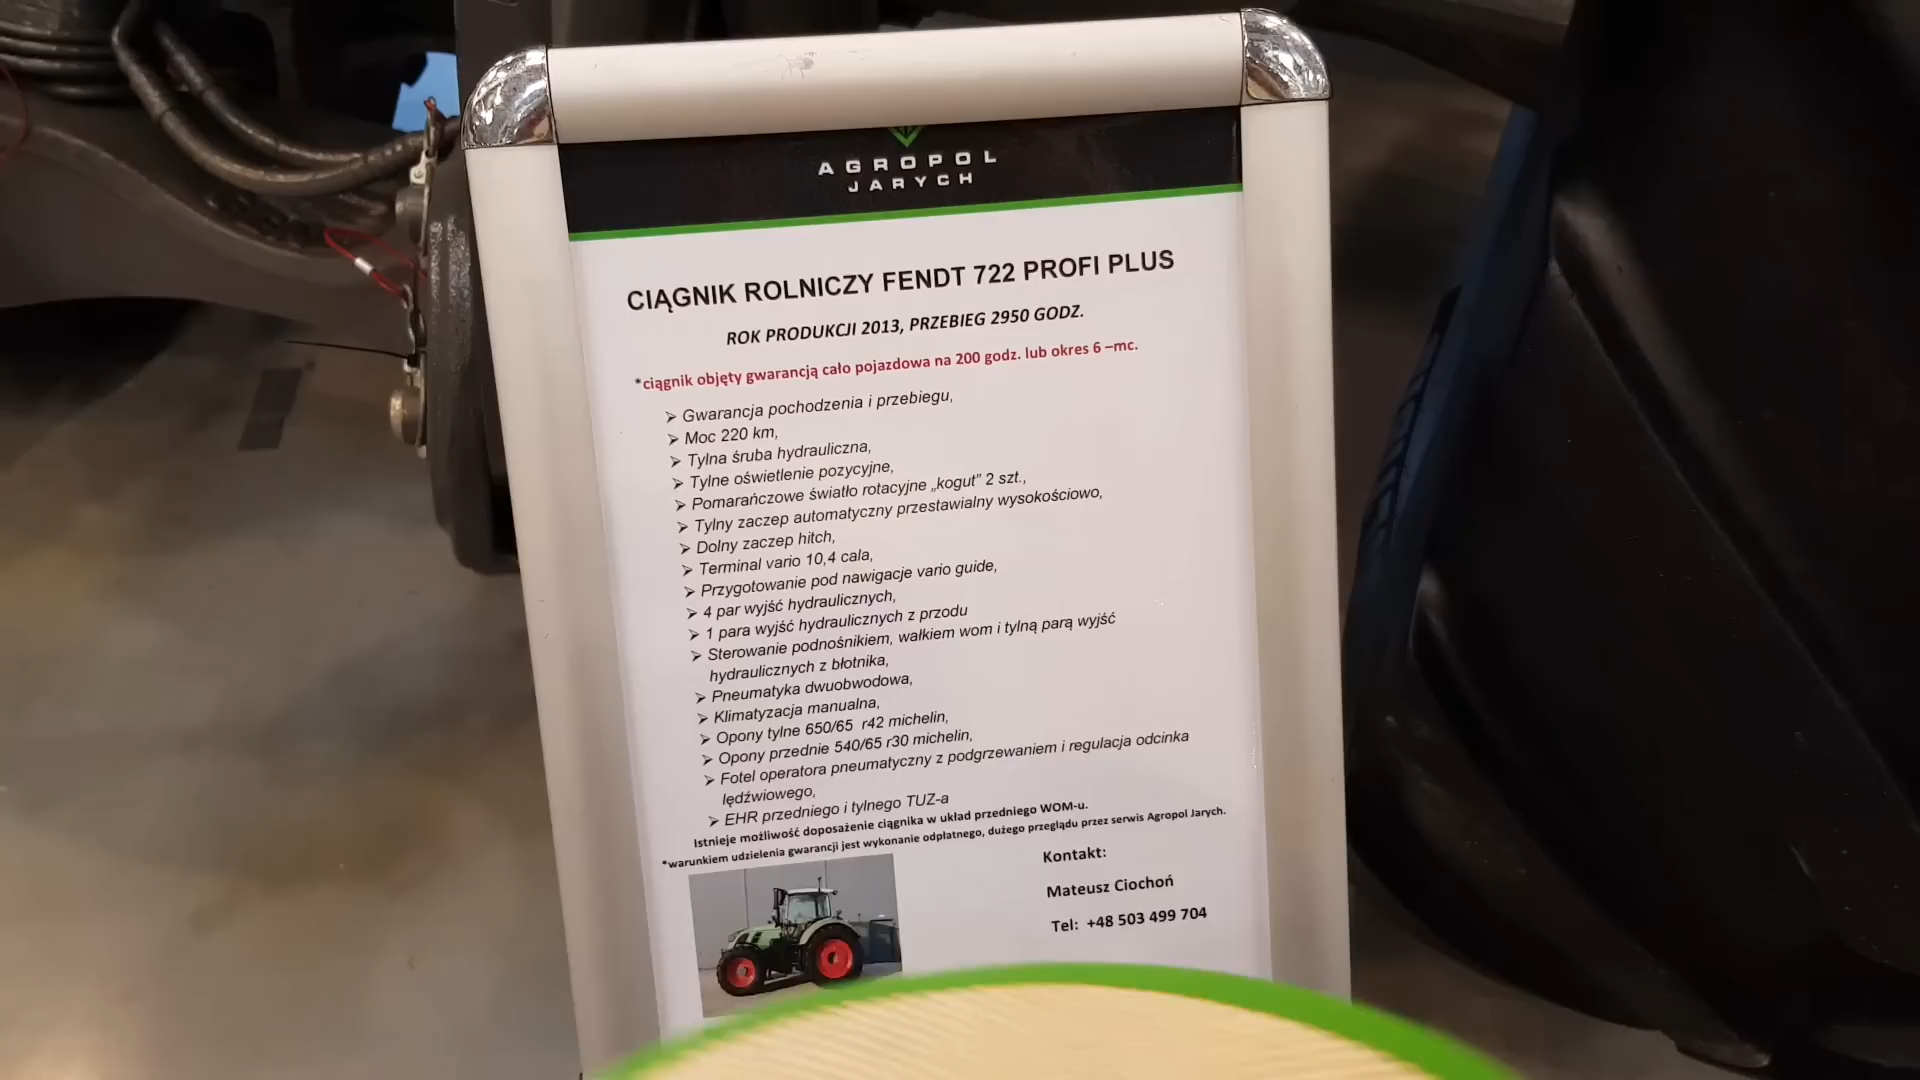 AGROPOL
JARYCH
CIĄGNIK ROLNICZY FENDT 722 PROFI PLUS
ROK PRODUKCJI 2013, PRZEBIEG 2950 GODZ.
*ciągnik objęty gwarancją cało pojazdowa na 200 godz. lub okres 6 –mc.
➢ Gwarancja pochodzenia i przebiegu,
➢ Moc 220 km,
➢ Tylna śruba hydrauliczna,
➢ Tylne oświetlenie pozycyjne,
➢ Pomarańczowe światło rotacyjne „kogut” 2 szt.,
➢ Tylny zaczep automatyczny przestawialny wysokościowo,
➢ Dolny zaczep hitch,
➢ Terminal vario 10,4 cala,
➢ Przygotowanie pod nawigacje vario guide,
➢ 4 par wyjść hydraulicznych,
➢ 1 para wyjść hydraulicznych z przodu
➢ Sterowanie podnośnikiem, wałkiem wom i tylną parą wyjść
hydraulicznych z błotnika,
➢ Pneumatyka dwuobwodowa,
➢ Klimatyzacja manualna,
➢ Opony tylne 650/65 r42 michelin,
➢ Opony przednie 540/65 r30 michelin,
➢ Fotel operatora pneumatyczny z podgrzewaniem i regulacja odcinka
lędźwiowego,
➢ EHR przedniego i tylnego TUZ-a
Istnieje możliwość doposażenie ciągnika w układ przedniego WOM-u.
*warunkiem udzielenia gwarancji jest wykonanie odpłatnego, dużego przeglądu przez serwis Agropol Jarych.
Kontakt:
Mateusz Ciochoń
Tel: +48 503 499 704